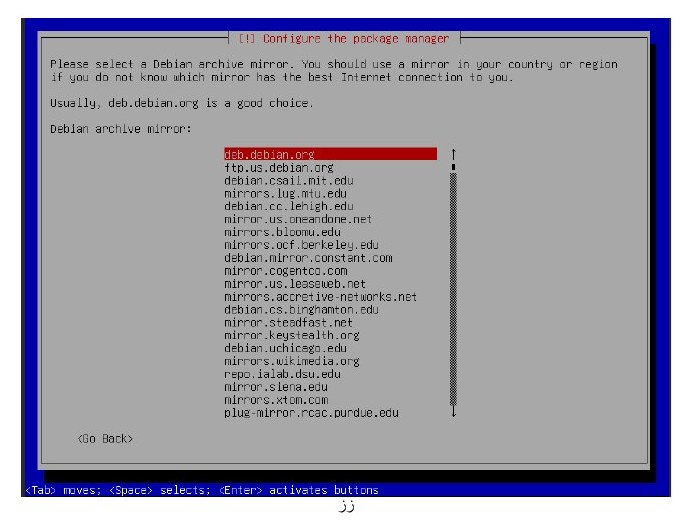 [!] Configure the package manager
Please select a Debian archive mirror. You should use a mirror in your country or region
if you do not know which mirror has the best Internet connection to you.
Usually, deb.debian.org is a good choice.
Debian archive mirror:
deb.debian.org
ftp.us.debian.org
debian.csail.mit.edu
mirrors.lug.mtu.edu
debian.cc.lehigh.edu
mirror.us.oneandone.net
mirrors.bloomu.edu
mirrors.ocf.berkeley.edu
debian.mirror.constant.com
mirror.cogentco.com
mirror.us.leaseweb.net
mirrors.accretive-networks.net
debian.cs.binghamton.edu
mirror.steadfast.net
mirror.keystealth.org
debian.uchicago.edu
mirrors.wikimedia.org
repo.ialab.dsu.edu
mirror.siena.edu
mirrors.xtom.com
plug-mirror.rcac.purdue.edu
<Go Back>
<Tab> moves; <Space> selects; <Enter> activates buttons
زز